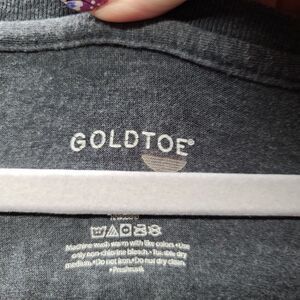 GOLDTOE®
Machine wash warm with like colors.•Use
only non-chlorine bleach.•Tumble dry
medium.•Do not iron.•Do not dry clean.
•Preshrunk.